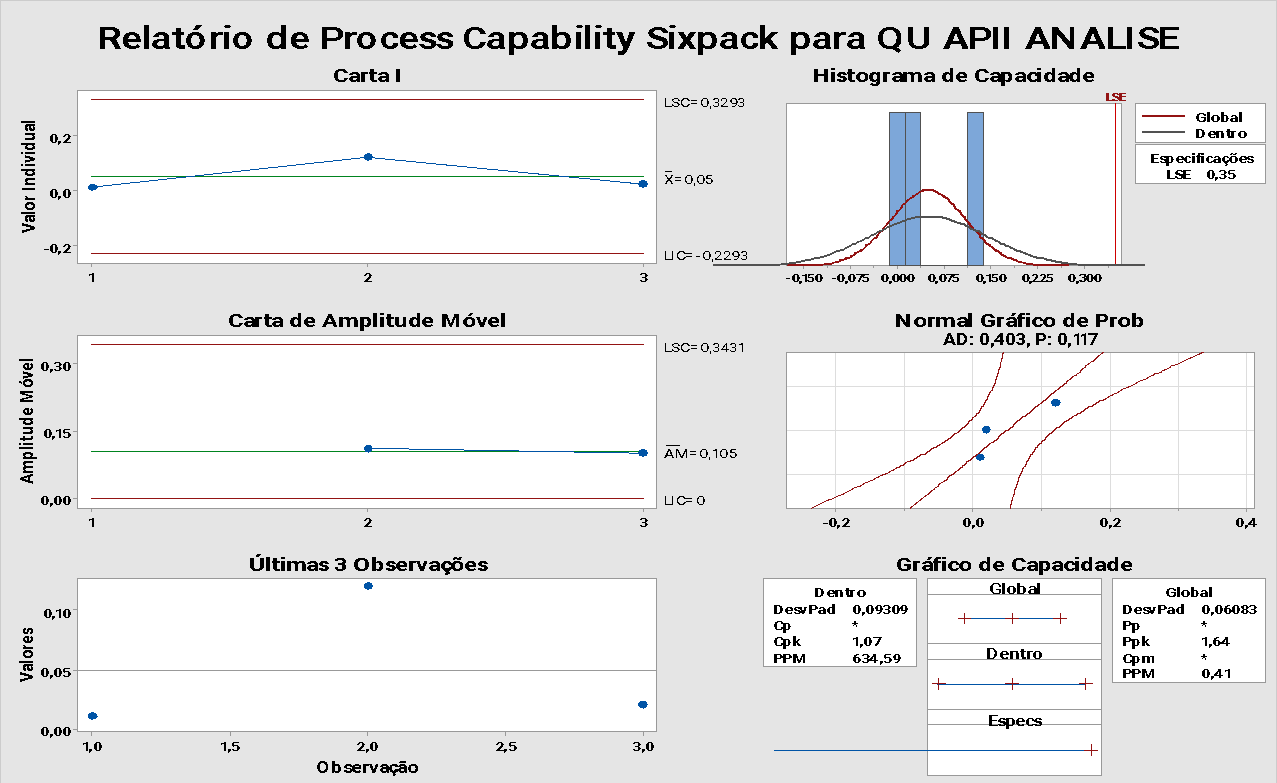 Relatório de Process Capability Sixpack para QU APII ANALISE
Carta I
Valor Individual
0,2
0,0
-0,2
1
2
3
LSC=0,3293
X=0,05
LIC=-0,2293
Histograma de Capacidade
LSE
-0,150
-0,075
0,000
0,075
0,150
0,225
0,300
Global
Dentro
Especificações
LSE 0,35
Carta de Amplitude Móvel
Amplitude Móvel
0,30
0,15
0,00
1
2
3
LSC=0,3431
AM=0,105
LIC=0
Normal Gráfico de Prob
AD: 0,403, P: 0,117
-0,2
0,0
0,2
0,4
Últimas 3 Observações
Valores
0,10
0,05
0,00
1,0
1,5
2,0
2,5
3,0
Observação
Gráfico de Capacidade
Dentro
DesvPad 0,09309
Cp *
Cpk 1,07
PPM 634,59
Global
Dentro
Especs
Global
DesvPad 0,06083
Pp *
Ppk 1,64
Cpm *
PPM 0,41